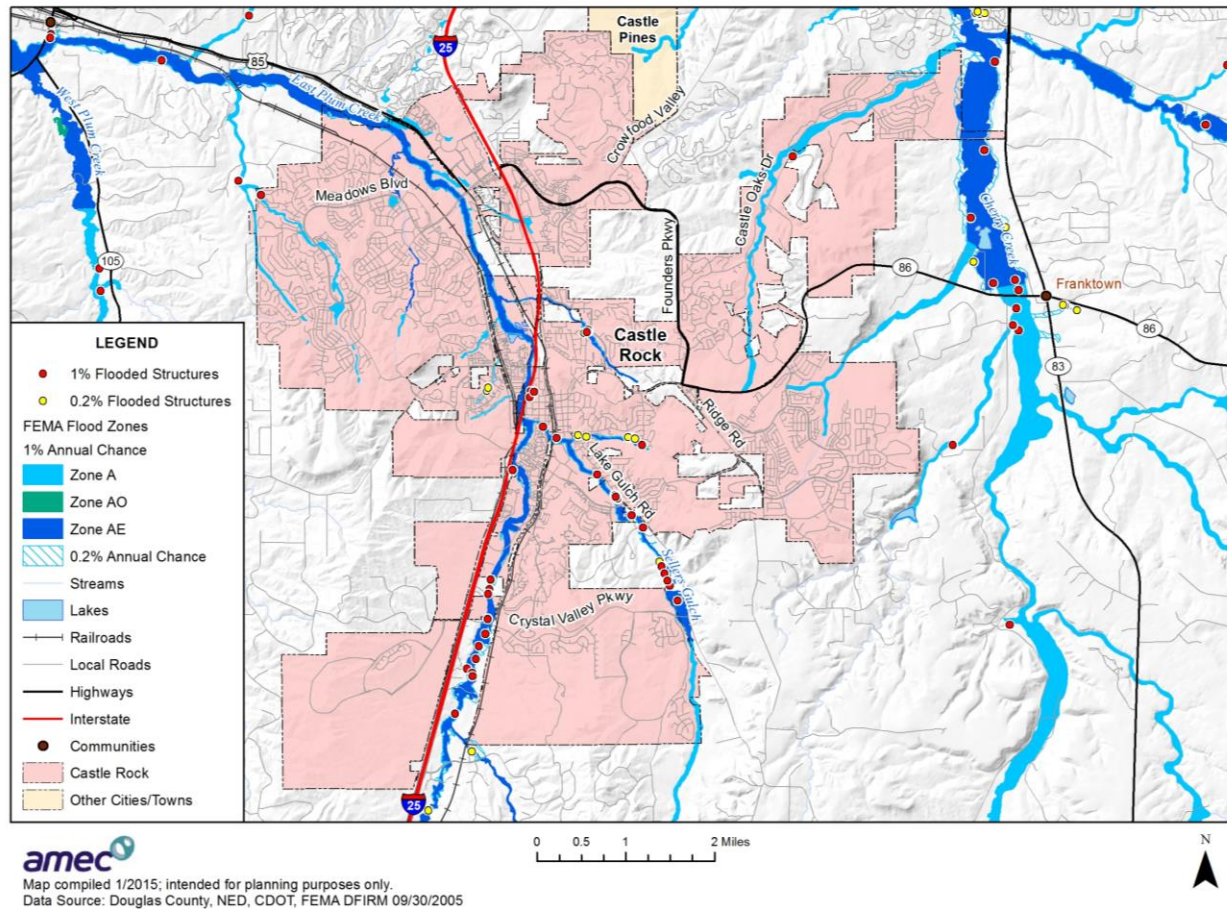 25
Castle
Pines
85
East Plum Creek
West Plum Creek
Crowfood Valley
Meadows Blvd
Castle Oaks Dr
Cherry Creek
105
Founders Pkwy
86
Franktown
86
Castle
Rock
83
Ridge Rd
Lake Gulch Rd
Sellers Gulch
Crystal Valley Pkwy
25
LEGEND
1% Flooded Structures
0.2% Flooded Structures
FEMA Flood Zones
1% Annual Chance
Zone A
Zone AO
Zone AE
0.2% Annual Chance
Streams
Lakes
Railroads
Local Roads
Highways
Interstate
Communities
Castle Rock
Other Cities/Towns
amec
0 0.5 1 2 Miles
N
Map compiled 1/2015; intended for planning purposes only.
Data Source: Douglas County, NED, CDOT, FEMA DFIRM 09/30/2005